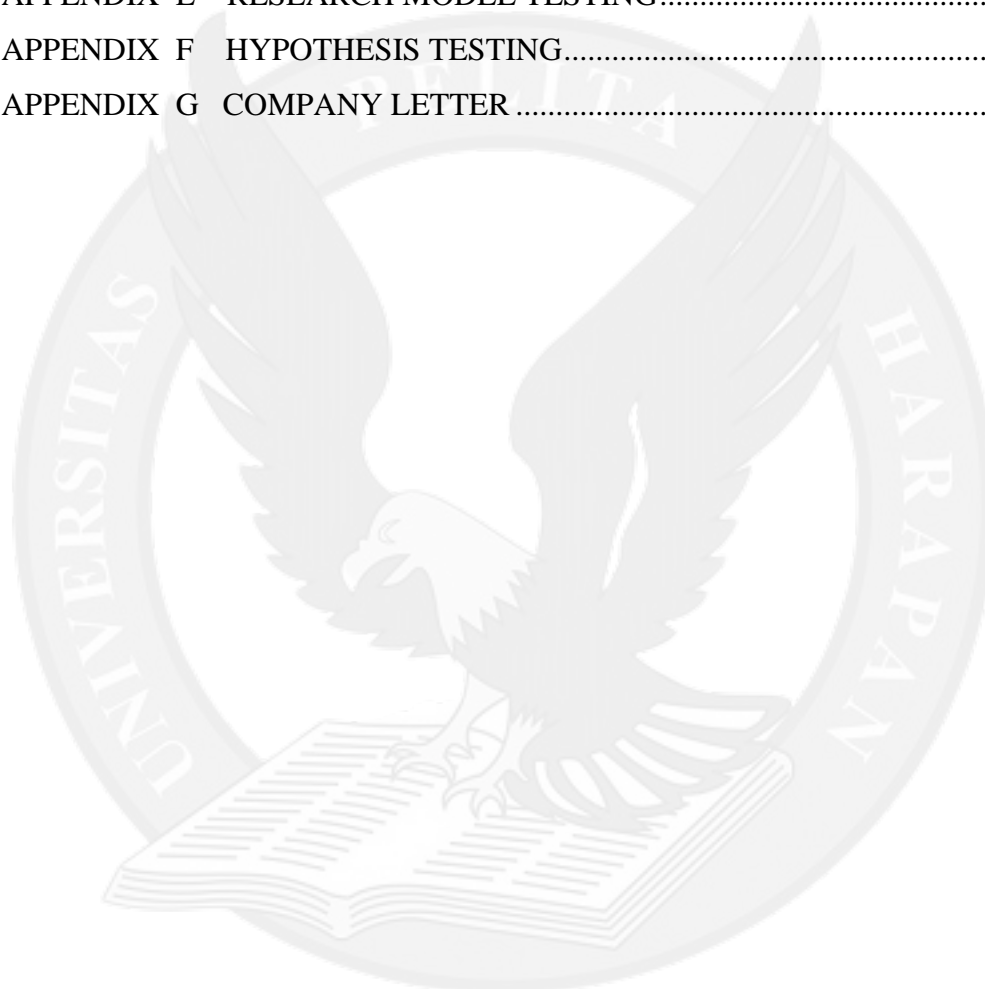 APPENDIX E RESEARCH MODEL TESTING................................................
APPENDIX F HYPOTHESIS TESTING.............................................................
APPENDIX G COMPANY LETTER ...................................................................
UNIVERSITAS PELITA HARAPAN